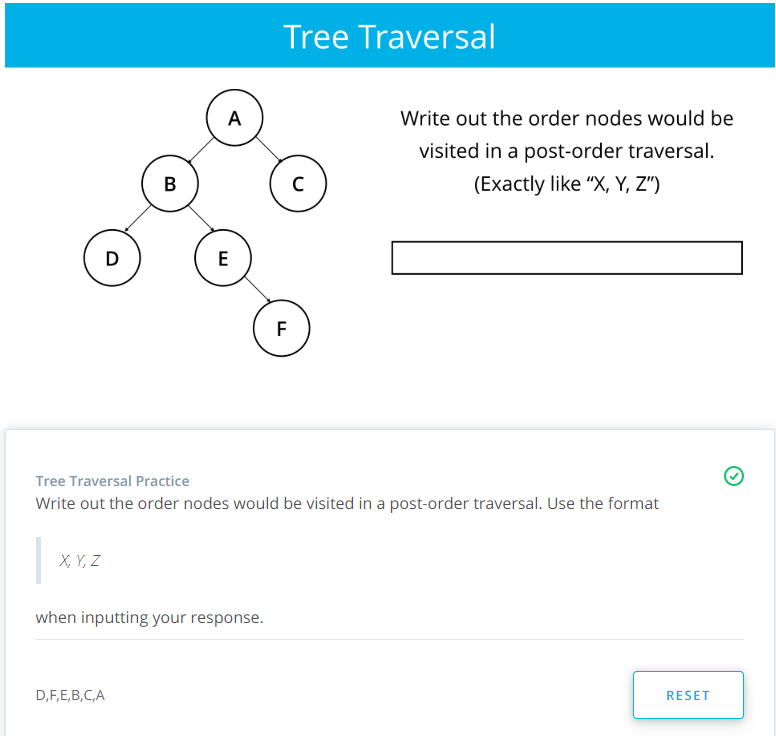 Tree Traversal
A
B
C
D
E
F
Write out the order nodes would be
visited in a post-order traversal.
(Exactly like “X, Y, Z”)
Tree Traversal Practice
Write out the order nodes would be visited in a post-order traversal. Use the format
X, Y, Z
when inputting your response.
D,F,E,B,C,A
RESET